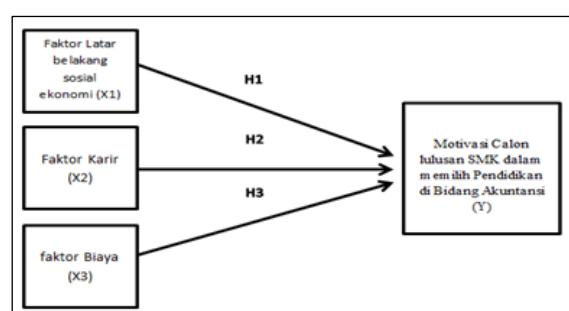 Faktor Latar
belakang
sosial
ekonomi (X1)
H1
H2
Faktor Karir
(X2)
H3
faktor Biaya
(X3)
Motivasi Calon
lulusan SMK dalam
memilih Pendidikan
di Bidang Akuntansi
(Y)